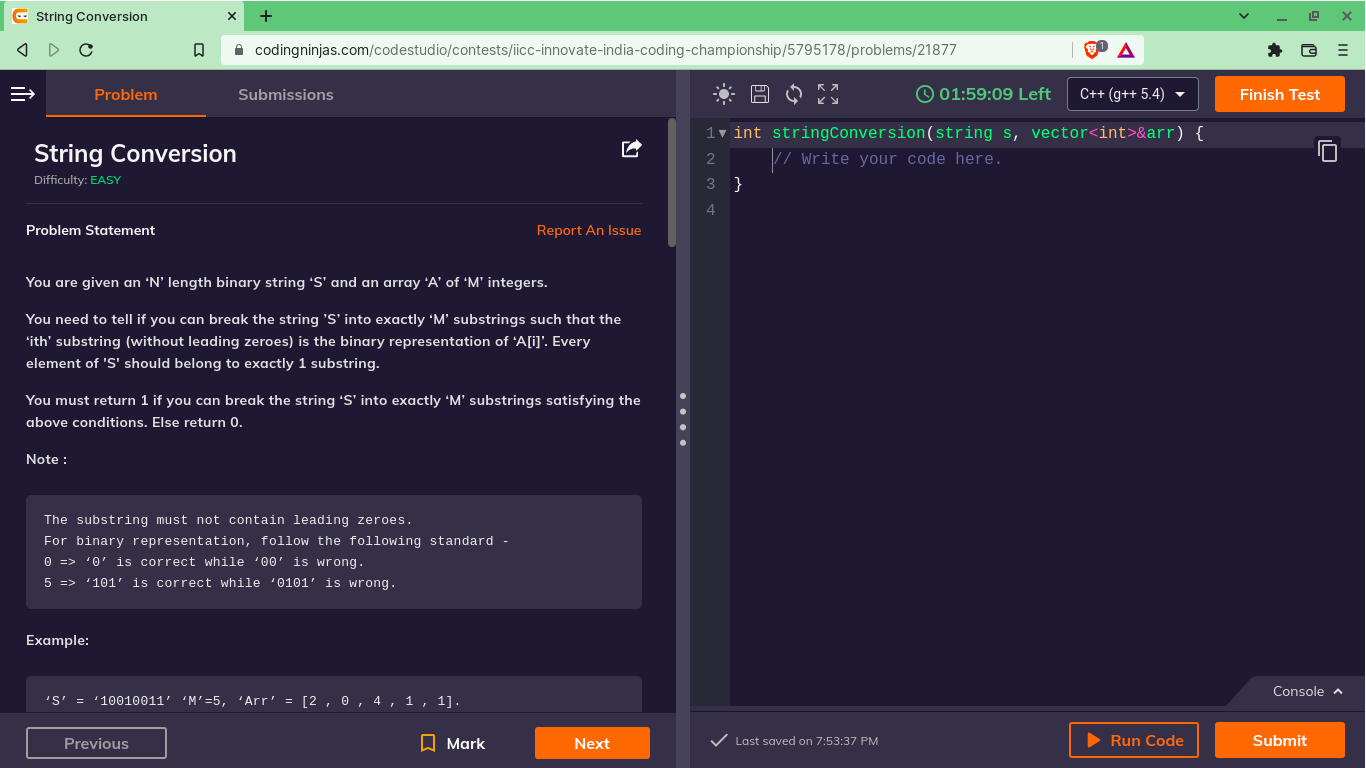 String Conversion
codingninjas.com/codestudio/contests/iicc-innovate-india-coding-championship/5795178/problems/21877
1
Problem
Submissions
String Conversion
Difficulty: EASY
Problem Statement
Report An Issue
You are given an ‘N’ length binary string ‘S’ and an array ‘A’ of ‘M’ integers.
You need to tell if you can break the string ’S’ into exactly ‘M’ substrings such that the
‘ith’ substring (without leading zeroes) is the binary representation of ‘A[i]’. Every
element of ’S’ should belong to exactly 1 substring.
You must return 1 if you can break the string ‘S’ into exactly ‘M’ substrings satisfying the
above conditions. Else return 0.
Note :
The substring must not contain leading zeroes.
For binary representation, follow the following standard -
0 => ‘0’ is correct while ‘00’ is wrong.
5 => ‘101’ is correct while ‘0101’ is wrong.
Example:
‘S’ = ‘10010011’ ‘M’=5, ‘Arr’ = [2 , 0 , 4 , 1 , 1].
Previous
Mark
Next
01:59:09 Left
C++ (g++ 5.4)
Finish Test
1 int stringConversion(string s, vector<int>&arr) {
2 // Write your code here.
3 }
4
Console
Last saved on 7:53:37 PM
Run Code
Submit